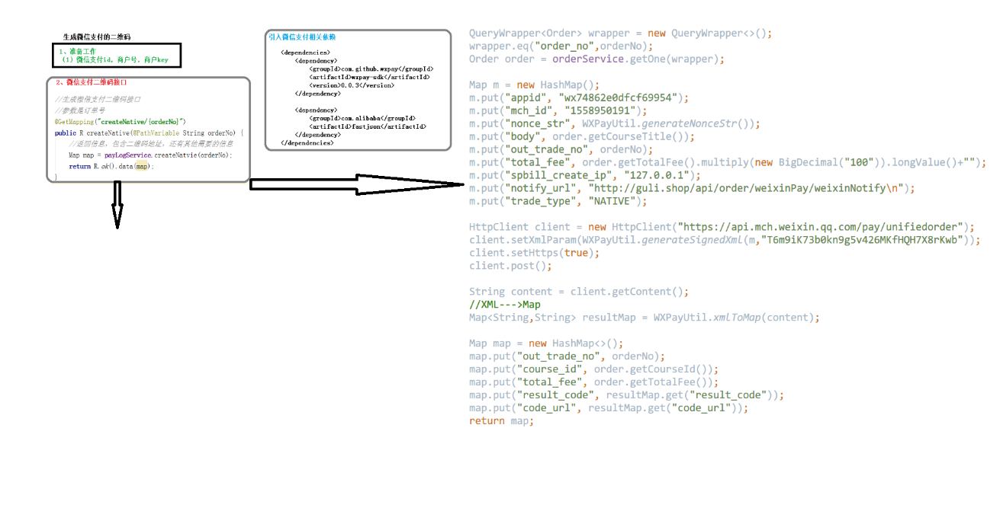 生成微信支付的二维码
1、准备工作
（1）微信支付id，商户号，商户key
2、微信支付二维码接口
//生成微信支付二维码接口
//参数是订单号
@GetMapping("createNative/{orderNo}")
public R createNative(@PathVariable String orderNo) {
//返回信息，包含二维码地址，还有其他需要的信息
Map map = payLogService.createNatvie(orderNo);
return R.ok().data(map);
}
引入微信支付相关依赖
<dependencies>
<dependency>
<groupId>com.github.wxpay</groupId>
<artifactId>wxpay-sdk</artifactId>
<version>0.0.3</version>
</dependency>
<dependency>
<groupId>com.alibaba</groupId>
<artifactId>fastjson</artifactId>
</dependency>
</dependencies>
QueryWrapper<Order> wrapper = new QueryWrapper<>();
wrapper.eq("order_no",orderNo);
Order order = orderService.getOne(wrapper);
Map m = new HashMap();
m.put("appid", "wx74862e0dfcf69954");
m.put("mch_id", "1558950191");
m.put("nonce_str", WXPayUtil.generateNonceStr());
m.put("body", order.getCourseTitle());
m.put("out_trade_no", orderNo);
m.put("total_fee", order.getTotalFee().multiply(new BigDecimal("100")).longValue()+"");
m.put("spbill_create_ip", "127.0.0.1");
m.put("notify_url", "http://guli.shop/api/order/weixinPay/weixinNotify\n");
m.put("trade_type", "NATIVE");
HttpClient client = new HttpClient("https://api.mch.weixin.qq.com/pay/unifiedorder");
client.setXmlParam(WXPayUtil.generateSignedXml(m,"T6m9iK73b0kn9g5v426MKfHQH7X8rKwb"));
client.setHttps(true);
client.post();
String content = client.getContent();
//XML--->Map
Map<String,String> resultMap = WXPayUtil.xmlToMap(content);
Map map = new HashMap<>();
map.put("out_trade_no", orderNo);
map.put("course_id", order.getCourseId());
map.put("total_fee", order.getTotalFee());
map.put("result_code", resultMap.get("result_code"));
map.put("code_url", resultMap.get("code_url"));
return map;